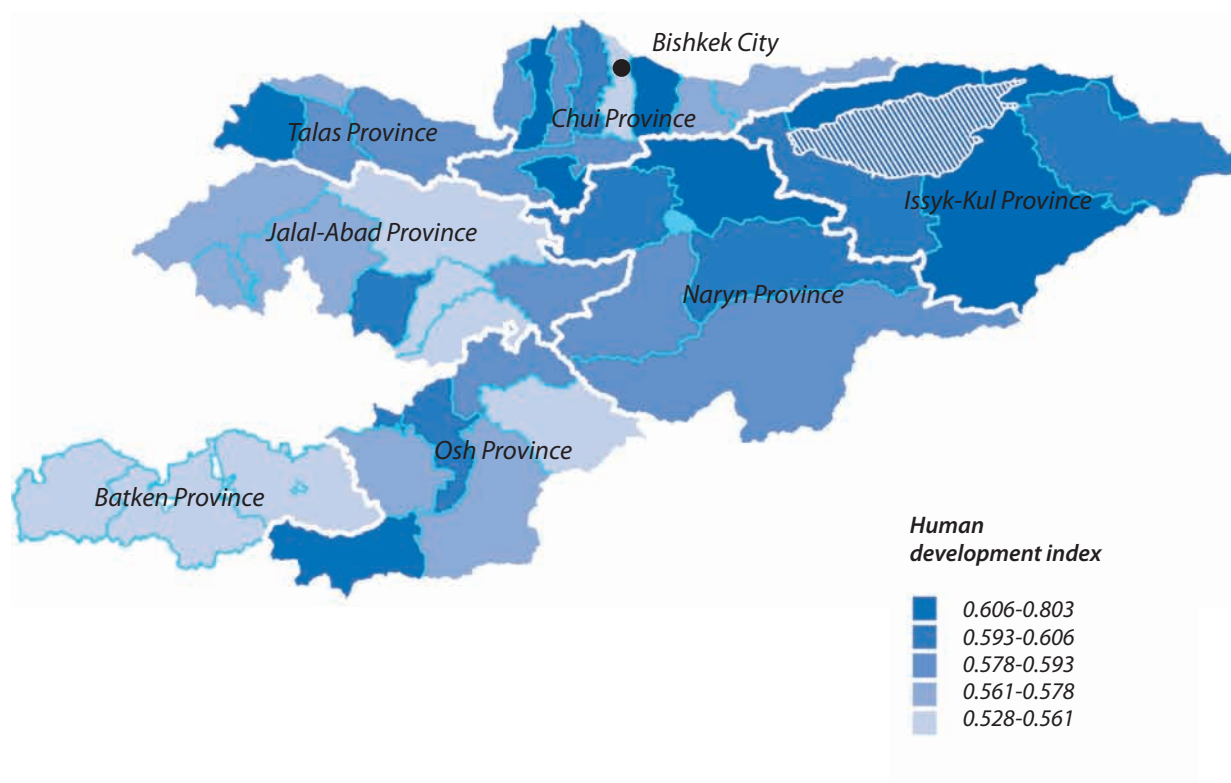 Bishkek City
Chui Province
Talas Province
Issyk-Kul Province
Jalal-Abad Province
Naryn Province
Osh Province
Batken Province
Human
development index
0.606-0.803
0.593-0.606
0.578-0.593
0.561-0.578
0.528-0.561